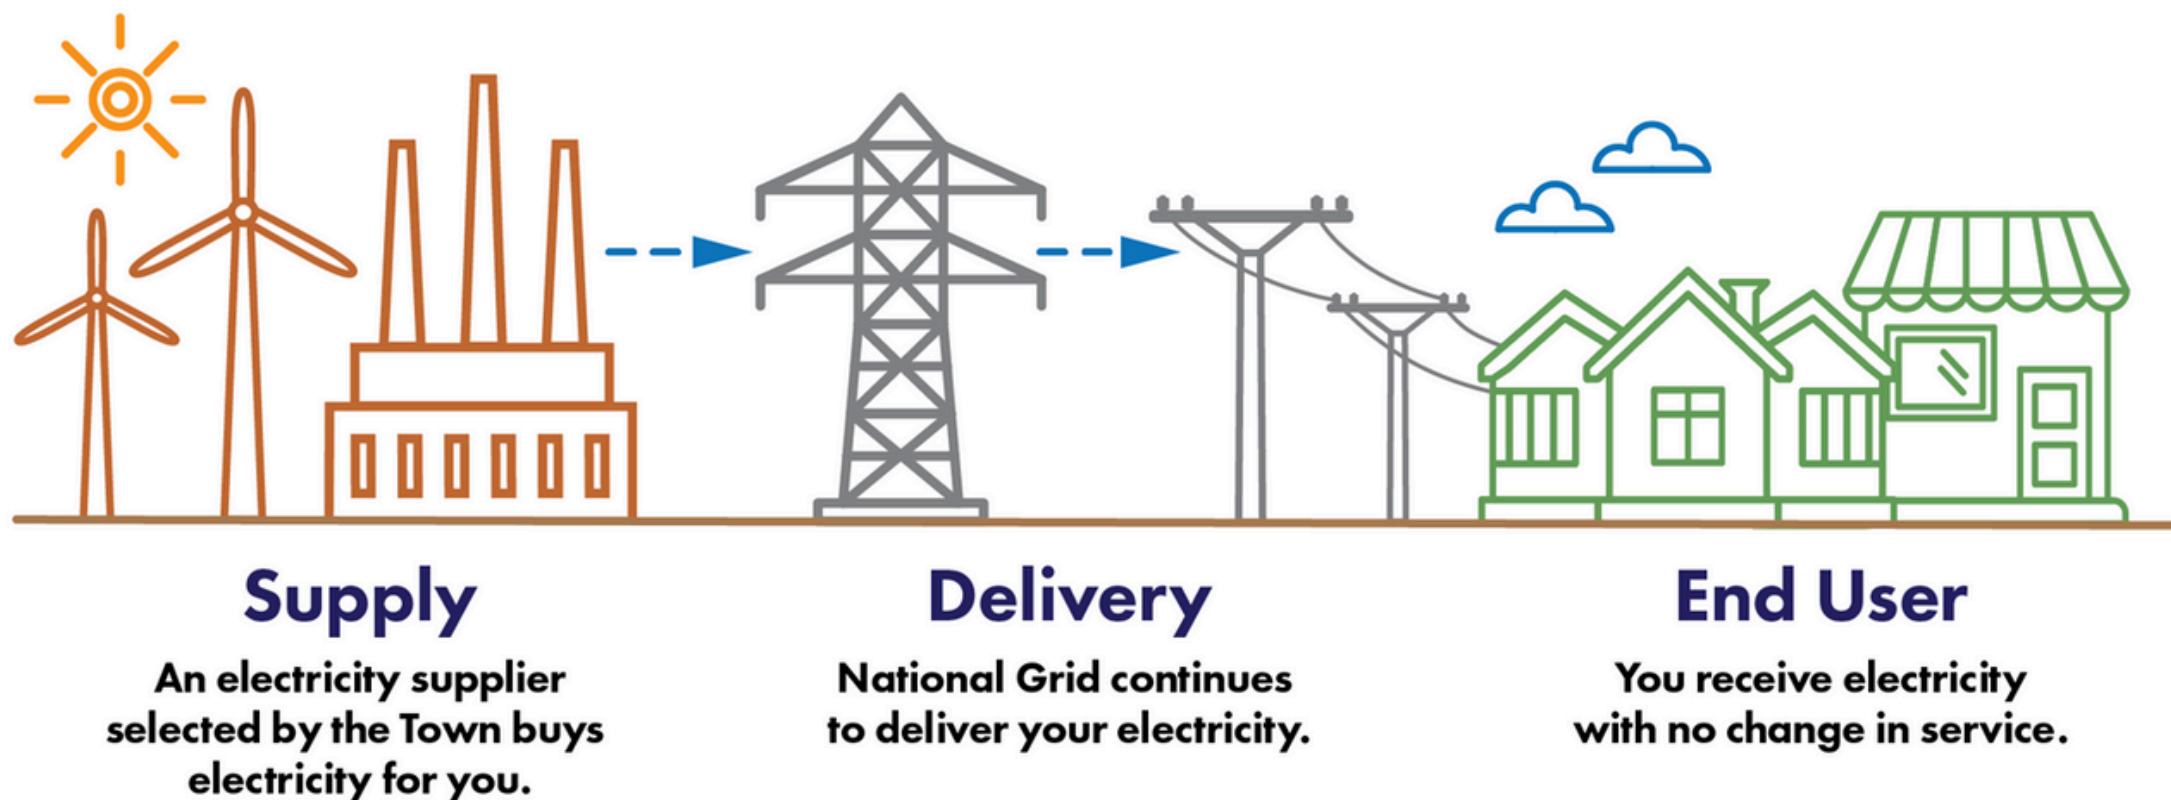 Supply
An electricity supplier
selected by the Town buys
electricity for you.
Delivery
National Grid continues
to deliver your electricity.
End User
You receive electricity
with no change in service.